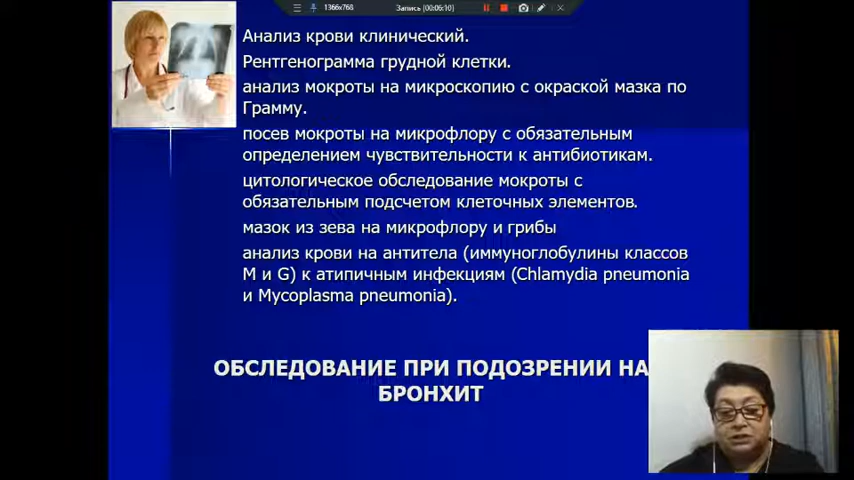 1366x768
Запись [00:06:10]
Анализ крови клинический.
Рентгенограмма грудной клетки.
анализ мокроты на микроскопию с окраской мазка по
Грамму.
посев мокроты на микрофлору с обязательным
определением чувствительности к антибиотикам.
цитологическое обследование мокроты с
обязательным подсчетом клеточных элементов.
мазок из зева на микрофлору и грибы
анализ крови на антитела (иммуноглобулины классов
M и G) к атипичным инфекциям (Chlamydia pneumonia
и Mycoplasma pneumonia).
ОБСЛЕДОВАНИЕ ПРИ ПОДОЗРЕНИИ НА
БРОНХИТ